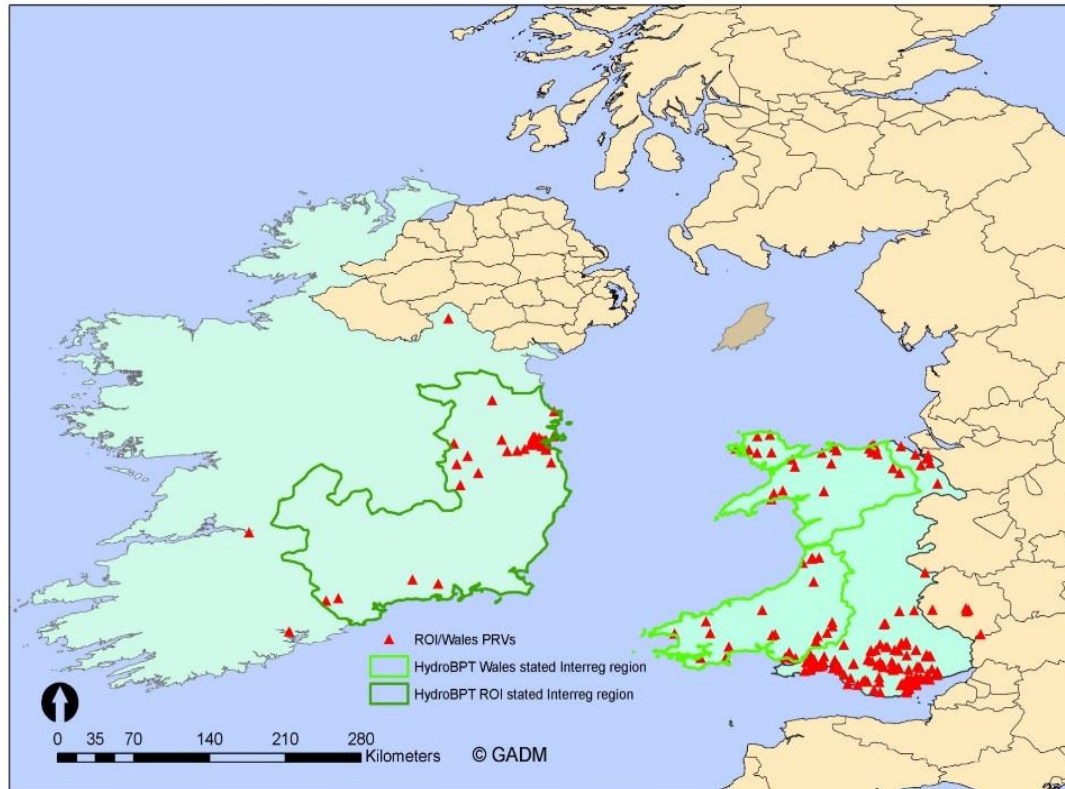 ROI/Wales PRVs
HydroBPT Wales stated Interreg region
HydroBPT ROI stated Interreg region
0 35 70 140 210 280
Kilometers © GADM